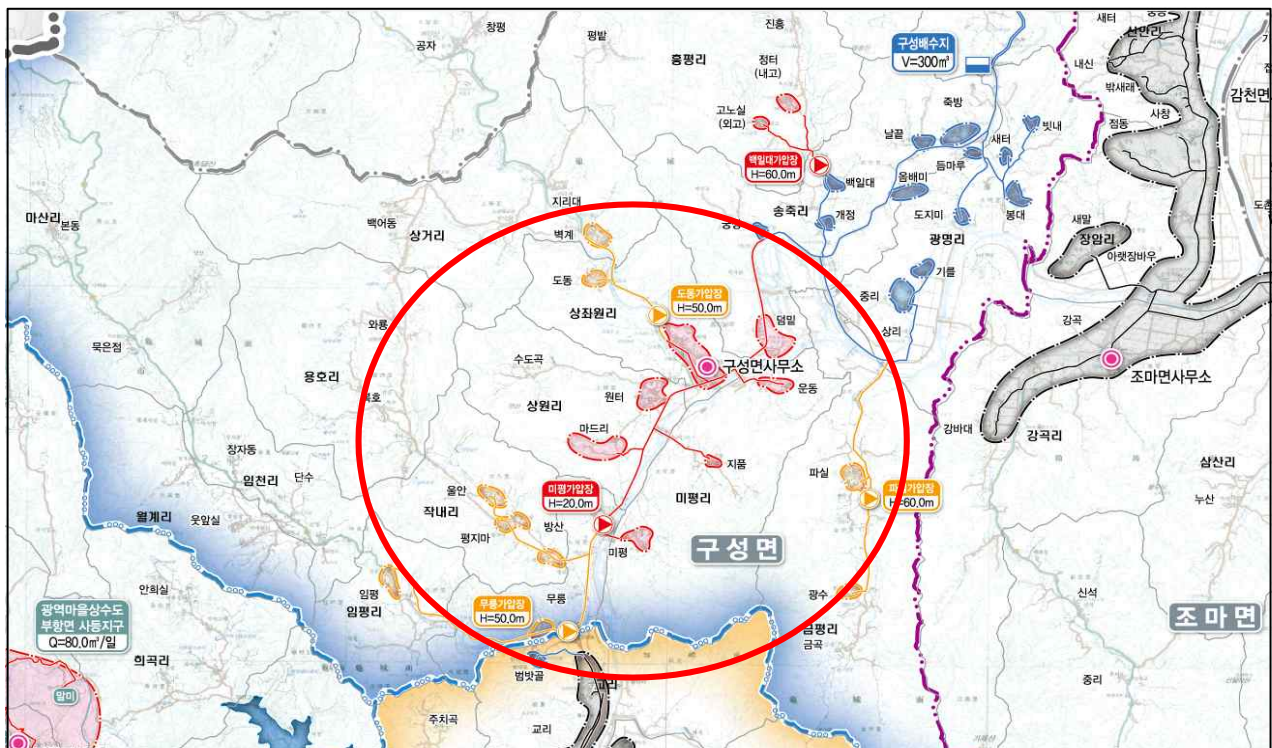 창평
공자
평밭
진흥
흥평리
정터
(내고)
구성배수지
V=300㎥
새터
신안리
내신
밖새래
감천면
사창
점동
죽방
고노실
(외고)
날끝
새터
빗내
백일대가압장
H=60.0m
듬마루
백일대
옴배미
지리대
마산리
본동
백어동
상거리
벽계
송죽리
개정
도지미
봉대
광명리
새말
장암리
아랫장바우
도동
도동가압장
H=50.0m
기를
중리
상좌원리
덤밑
와룡
상리
강곡
묵은점
수도곡
구성면사무소
조마면사무소
용호리
원터
운동
상원리
마드리
강바대
강곡리
장자동
지품
파실
삼산리
임천리
단수
울안
미평가압장
H=20.0m
미평리
H=60.0m
누산
월계리
웃앞실
작내리
평지마
방산
미평
구성면
안희실
임평
임평리
무릉
광수
신석
광역마을상수도
부항면 사등지구
Q=80.0㎥/일
무릉가압장
H=50.0m
조마면
금평리
금곡
희곡리
범밧골
중리
말미
주치곡
교리